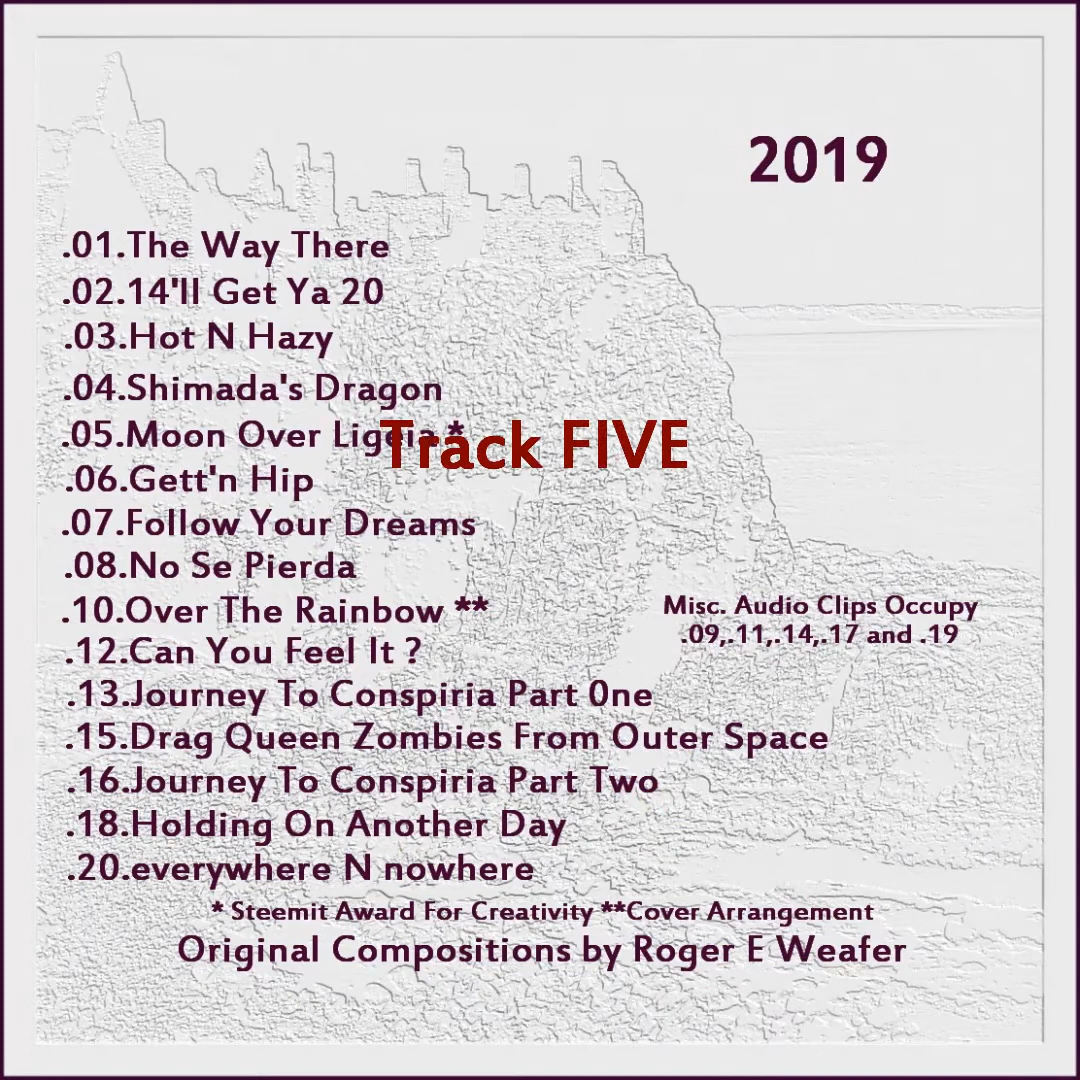 2019
.01.The Way There
.02.14'll Get Ya 20
.03.Hot N Hazy
.04.Shimada's Dragon
.05.Moon Over Ligeia *
Track FIVE
.06.Gett'n Hip
.07.Follow Your Dreams
.08.No Se Pierda
.10.Over The Rainbow **
Misc. Audio Clips Occupy
.09,.11,.14,.17 and .19
.12.Can You Feel It ?
.13.Journey To Conspiria Part 0ne
.15.Drag Queen Zombies From Outer Space
.16.Journey To Conspiria Part Two
.18.Holding On Another Day
.20.everywhere N nowhere
* Steemit Award For Creativity **Cover Arrangement
Original Compositions by Roger E Weafer